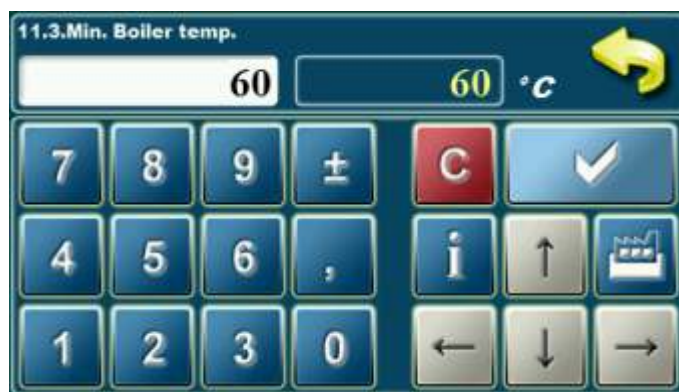 11.3.Min. Boiler temp.
60 60 °C
7 8 9 ± C
4 5 6 , i ↑
1 2 3 0 ← ↓ →